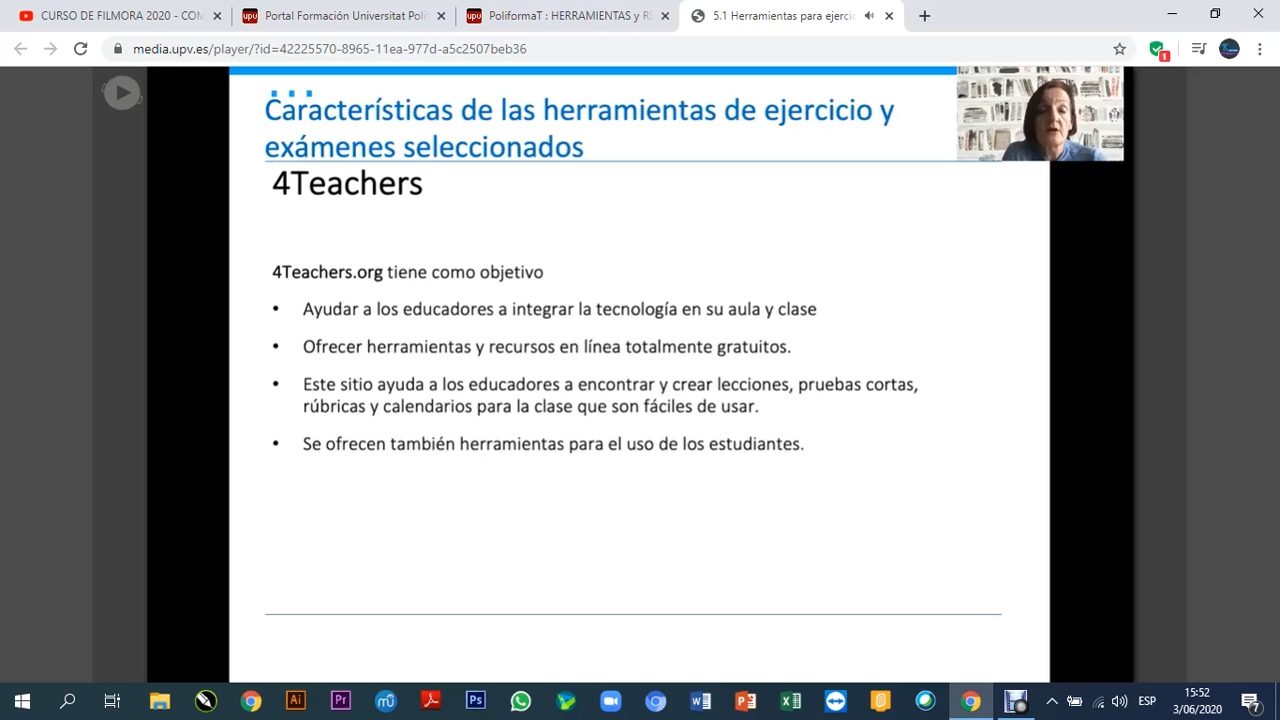 CURSO DE FILMORA 2020 - COM
Portal Formación Universitat Poli
PoliformaT : HERRAMIENTAS y R
5.1 Herramientas para ejercic
media.upv.es/player/?id=42225570-8965-11ea-977d-a5c2507beb36
1
Características de las herramientas de ejercicio y
exámenes seleccionados
4Teachers
4Teachers.org tiene como objetivo
• Ayudar a los educadores a integrar la tecnología en su aula y clase
• Ofrecer herramientas y recursos en línea totalmente gratuitos.
• Este sitio ayuda a los educadores a encontrar y crear lecciones, pruebas cortas,
rúbricas y calendarios para la clase que son fáciles de usar.
• Se ofrecen también herramientas para el uso de los estudiantes.
ESP
15:52
3/06/2020
7